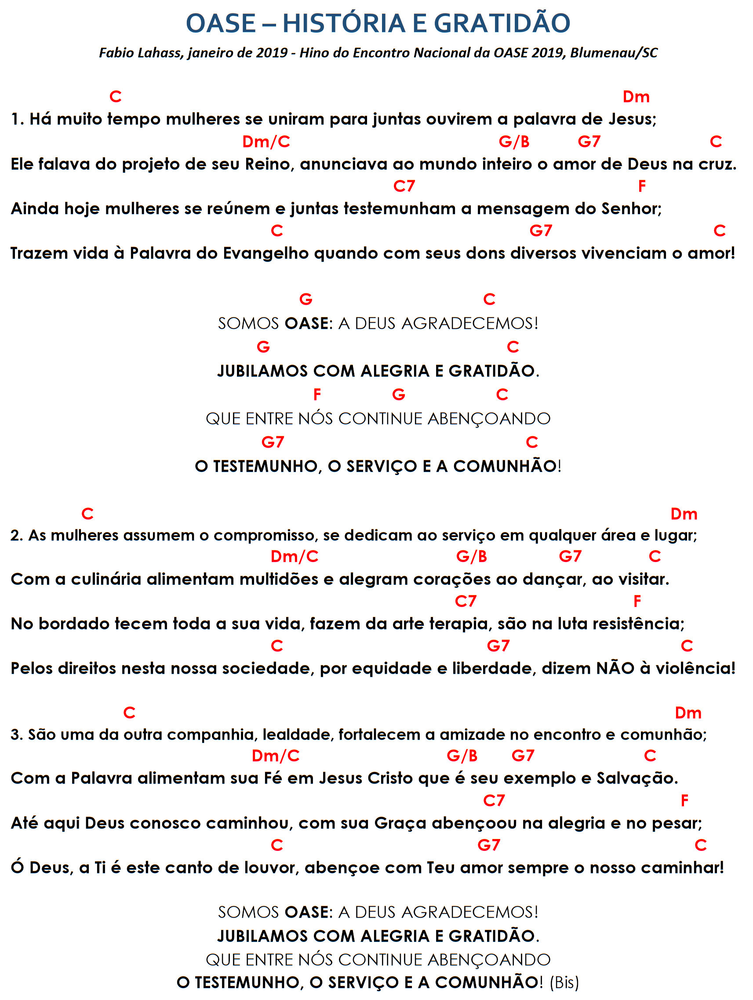 OASE – HISTÓRIA E GRATIDÃO
Fabio Lahass, janeiro de 2019 - Hino do Encontro Nacional da OASE 2019, Blumenau/SC
C Dm
1. Há muito tempo mulheres se uniram para juntas ouvirem a palavra de Jesus;
Dm/C G/B G7 C
Ele falava do projeto de seu Reino, anunciava ao mundo inteiro o amor de Deus na cruz.
C7 F
Ainda hoje mulheres se reúnem e juntas testemunham a mensagem do Senhor;
C G7 C
Trazem vida à Palavra do Evangelho quando com seus dons diversos vivenciam o amor!
G C
SOMOS OASE: A DEUS AGRADECEMOS!
G C
JUBILAMOS COM ALEGRIA E GRATIDÃO.
F G C
QUE ENTRE NÓS CONTINUE ABENÇOANDO
G7 C
O TESTEMUNHO, O SERVIÇO E A COMUNHÃO!
C Dm
2. As mulheres assumem o compromisso, se dedicam ao serviço em qualquer área e lugar;
Dm/C G/B G7 C
Com a culinária alimentam multidões e alegram corações ao dançar, ao visitar.
C7 F
No bordado tecem toda a sua vida, fazem da arte terapia, são na luta resistência;
C G7 C
Pelos direitos nesta nossa sociedade, por equidade e liberdade, dizem NÃO à violência!
C Dm
3. São uma da outra companhia, lealdade, fortalecem a amizade no encontro e comunhão;
Dm/C G/B G7 C
Com a Palavra alimentam sua Fé em Jesus Cristo que é seu exemplo e Salvação.
C7 F
Até aqui Deus conosco caminhou, com sua Graça abençoou na alegria e no pesar;
C G7 C
Ó Deus, a Ti é este canto de louvor, abençoe com Teu amor sempre o nosso caminhar!
SOMOS OASE: A DEUS AGRADECEMOS!
JUBILAMOS COM ALEGRIA E GRATIDÃO.
QUE ENTRE NÓS CONTINUE ABENÇOANDO
O TESTEMUNHO, O SERVIÇO E A COMUNHÃO! (Bis)